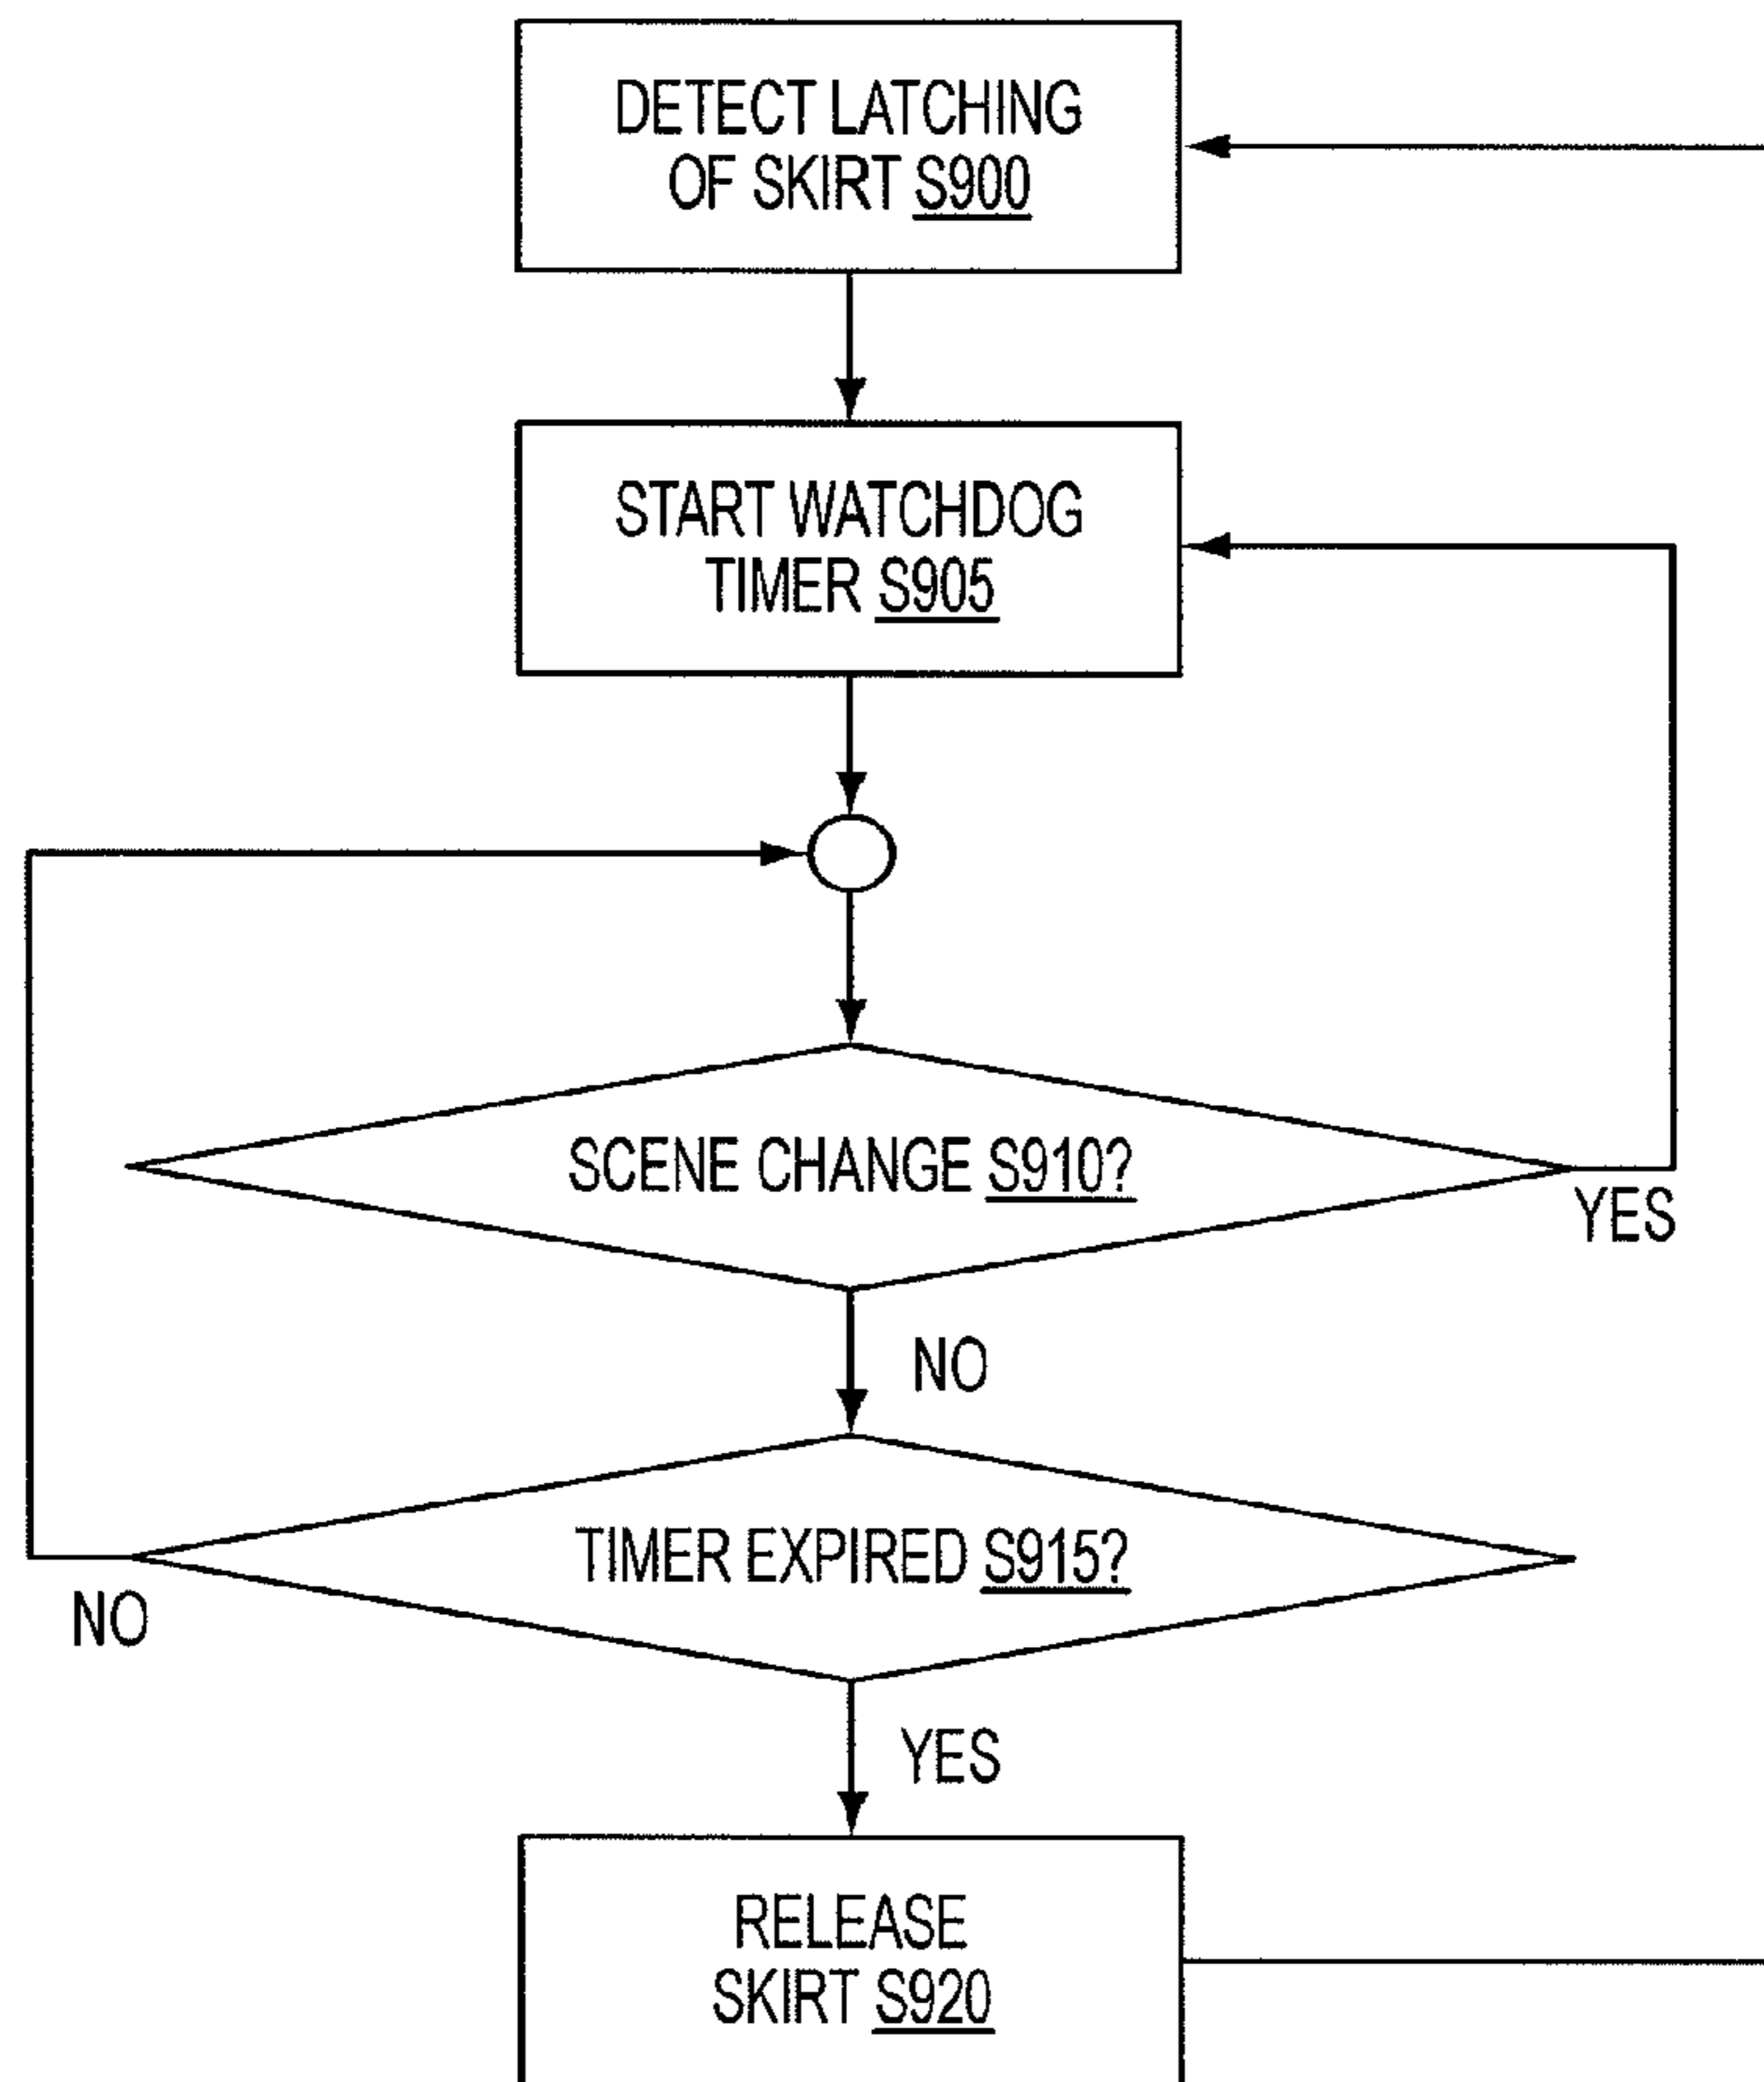 DETECT LATCHING
OF SKIRT S900
START WATCHDOG
TIMER S905
SCENE CHANGE S910?
YES
NO
TIMER EXPIRED S915?
NO
YES
RELEASE
SKIRT S920